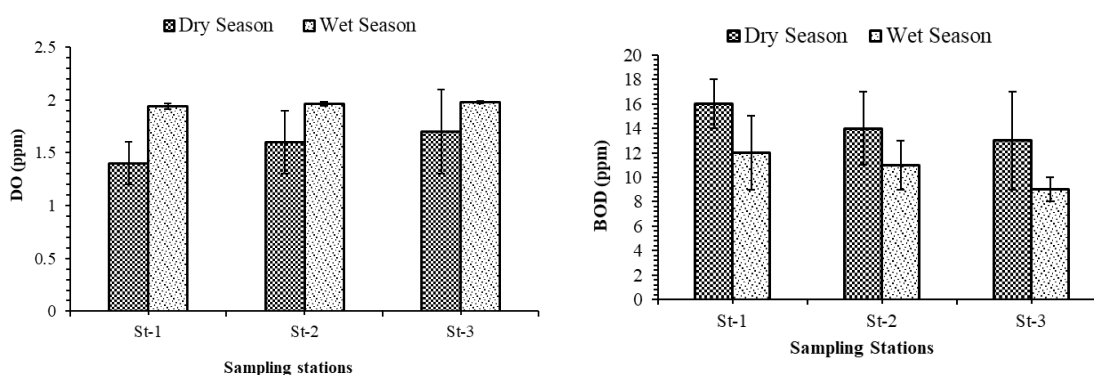 Dry Season Wet Season
2.5
2
1.5
1
0.5
0
DO (ppm)
St-1 St-2 St-3
Sampling stations
Dry Season Wet Season
20
18
16
14
12
10
8
6
4
2
0
BOD (ppm)
St-1 St-2 St-3
Sampling Stations